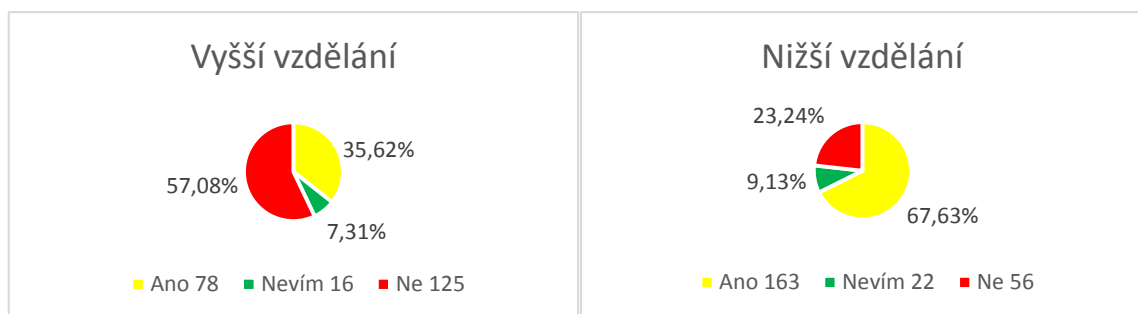 Vyšší vzdělání
35,62%
57,08%
7,31%
Ano 78 Nevím 16 Ne 125
Nižší vzdělání
23,24%
9,13%
67,63%
Ano 163 Nevím 22 Ne 56